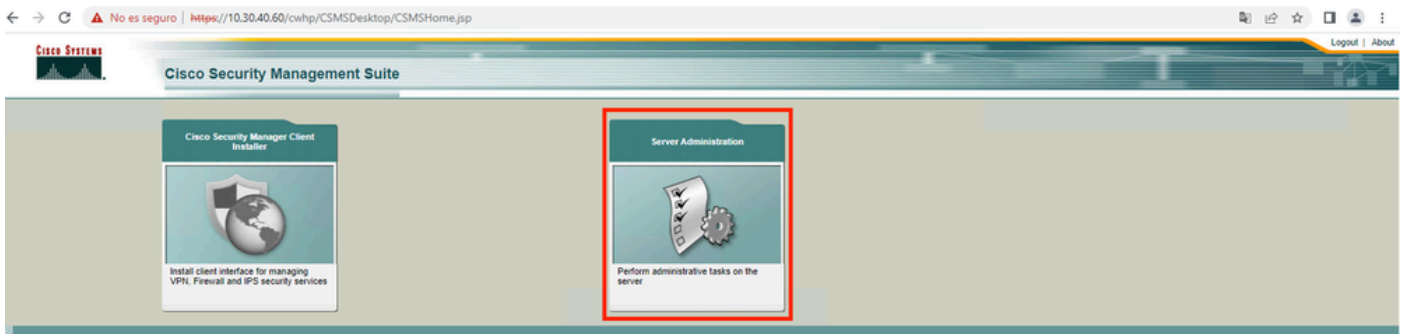 No es seguro | https://10.30.40.60/cwhp/CSMSDesktop/CSMSHome.jsp
Logout | About
CISCO SYSTEMS
Cisco Security Management Suite
Cisco Security Manager Client
Installer
Install client interface for managing
VPN, Firewall and IPS security services
Server Administration
Perform administrative tasks on the
server